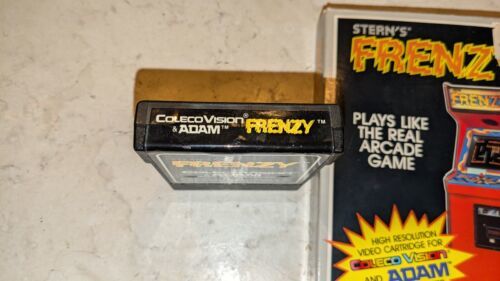 COLECOVISION®
& ADAM™ FRENZY™
FRENZY
STERN'S®
FRENZ
FRENZY
PLAYS LIKE
THE REAL
ARCADE
GAME
HIGH RESOLUTION
VIDEO CARTRIDGE FOR
COLECOVISION
AND ADAM